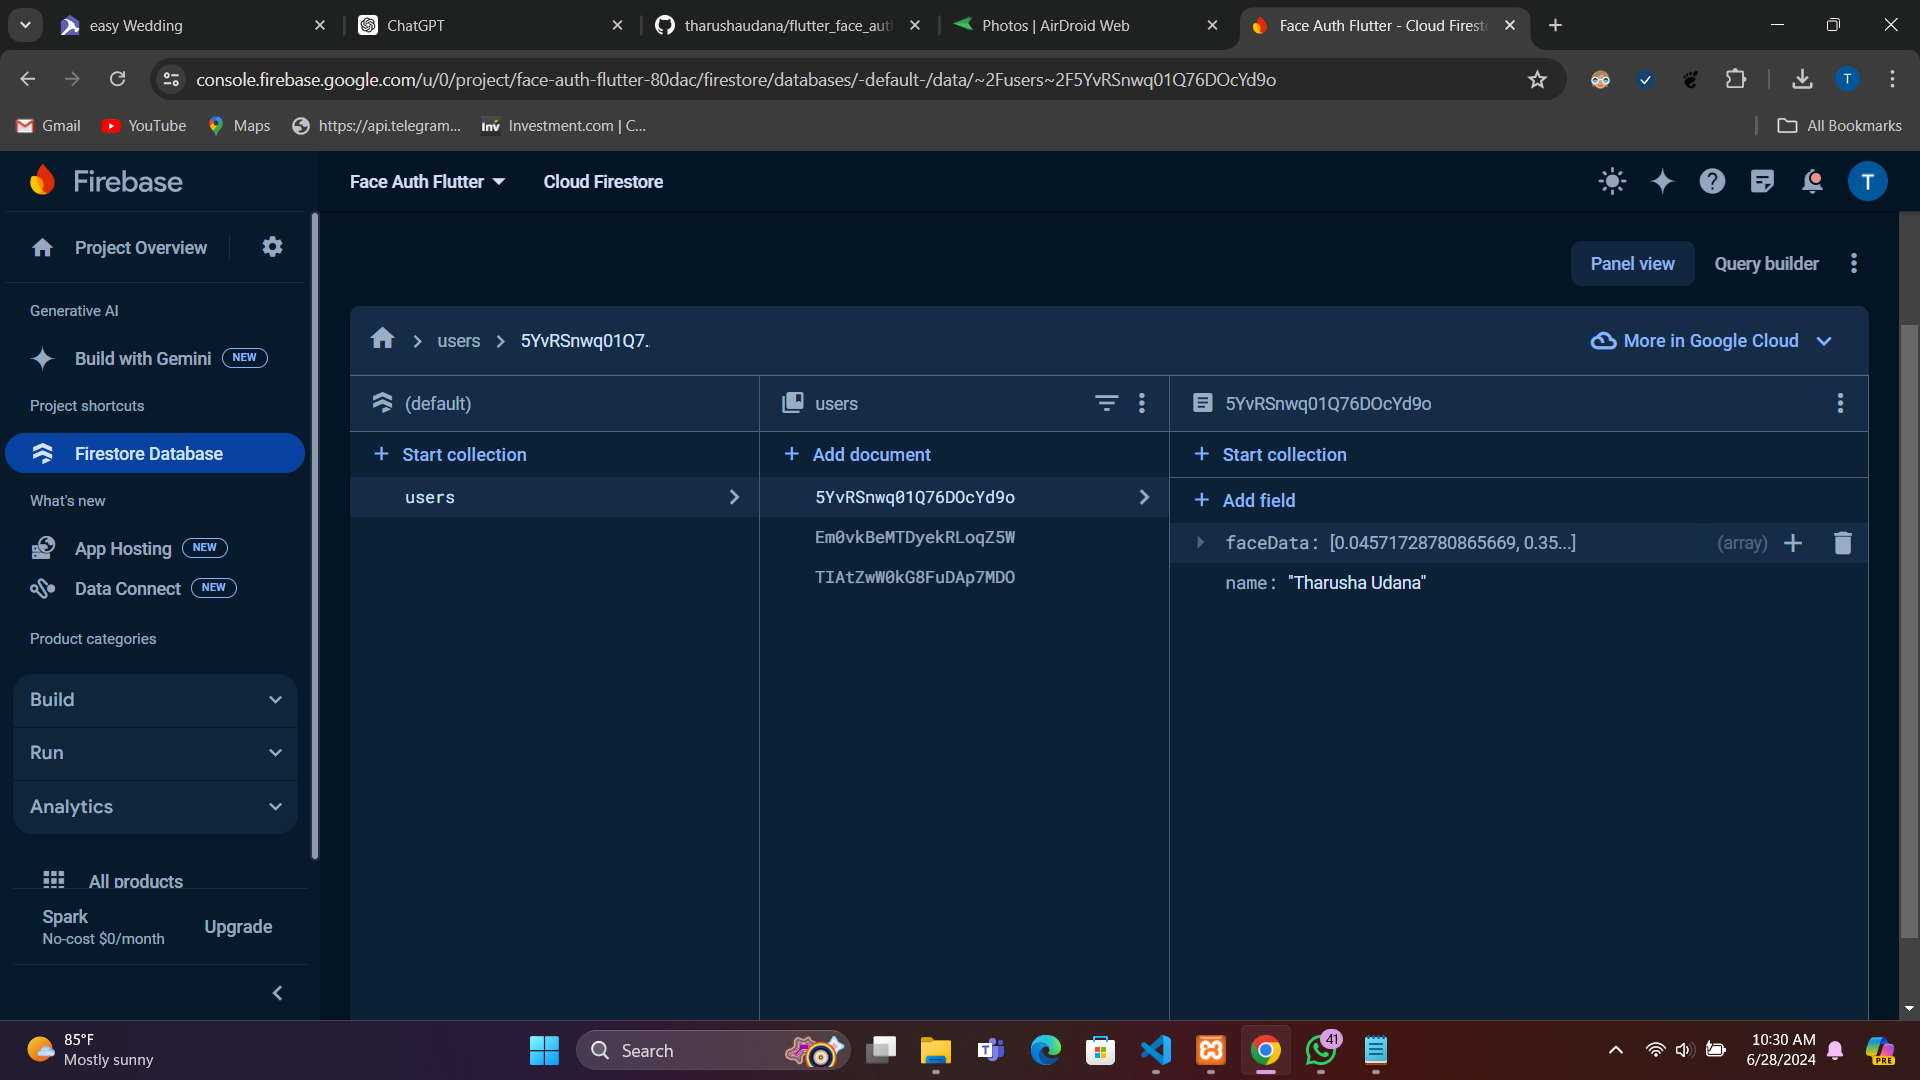 easy Wedding
ChatGPT
tharushaudana/flutter_face_aut
Photos | AirDroid Web
Face Auth Flutter - Cloud Firest
console.firebase.google.com/u/0/project/face-auth-flutter-80dac/firestore/databases/-default-/data/~2Fusers~2F5YvRSnwq01Q76DOcYd9o
T
Gmail
YouTube
Maps
https://api.telegram...
Inv
Investment.com | C...
All Bookmarks
Firebase
Face Auth Flutter
Cloud Firestore
T
Project Overview
Panel view
Query builder
Generative AI
Build with Gemini
NEW
Project shortcuts
Firestore Database
What's new
App Hosting
NEW
Data Connect
NEW
Product categories
Build
Run
Analytics
All products
Spark
No-cost $0/month
Upgrade
users
5YvRSnwq01Q7.
More in Google Cloud
(default)
Start collection
users
users
Add document
5YvRSnwq01Q76DOcYd9o
Em0vkBeMTDyekRLoqZ5W
TIAtZwW0kG8FuDAp7MDO
5YvRSnwq01Q76DOcYd9o
Start collection
Add field
faceData: [0.04571728780865669, 0.35...]
(array)
name: "Tharusha Udana"
85°F
Mostly sunny
Search
41
10:30 AM
6/28/2024
PRE